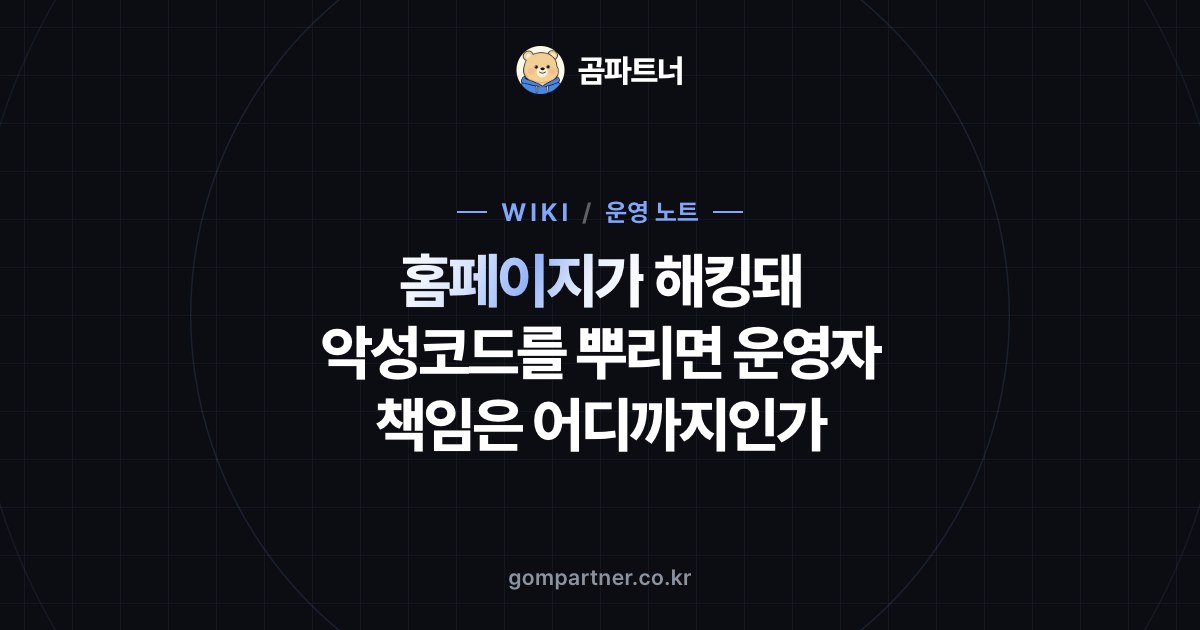 곰파트너
WIKI / 운영 노트
홈페이지가 해킹돼
악성코드를 뿌리면 운영자
책임은 어디까지인가
gompartner.co.kr